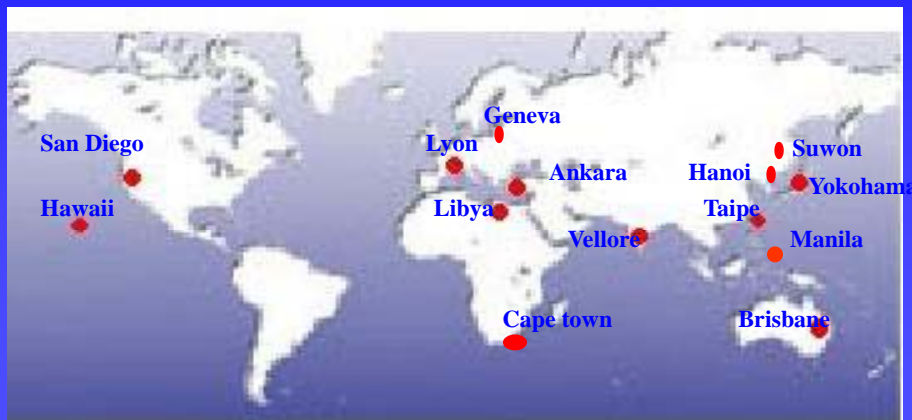 Geneva
San Diego
Lyon
Suwon
Ankara
Hanoi
Yokohama
Hawaii
Libya
Taipe
Vellore
Manila
Cape town
Brisbane